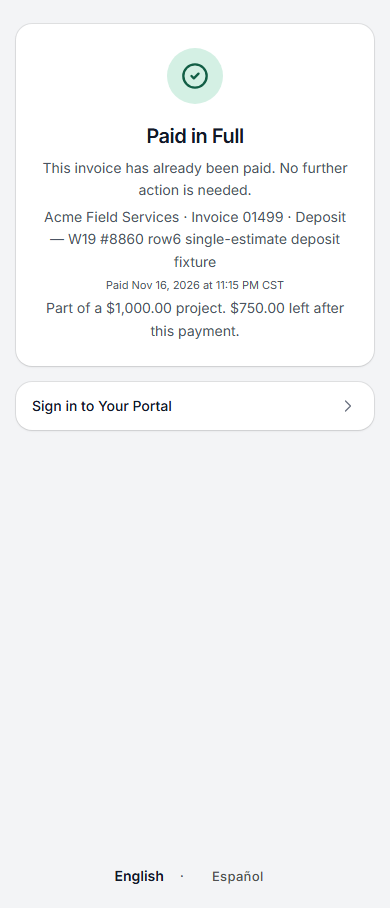 Paid in Full
This invoice has already been paid. No further
action is needed.
Acme Field Services · Invoice 01499 · Deposit
— W19 #8860 row6 single-estimate deposit
fixture
Paid Nov 16, 2026 at 11:15 PM CST
Part of a $1,000.00 project. $750.00 left after
this payment.
Sign in to Your Portal
English · Español